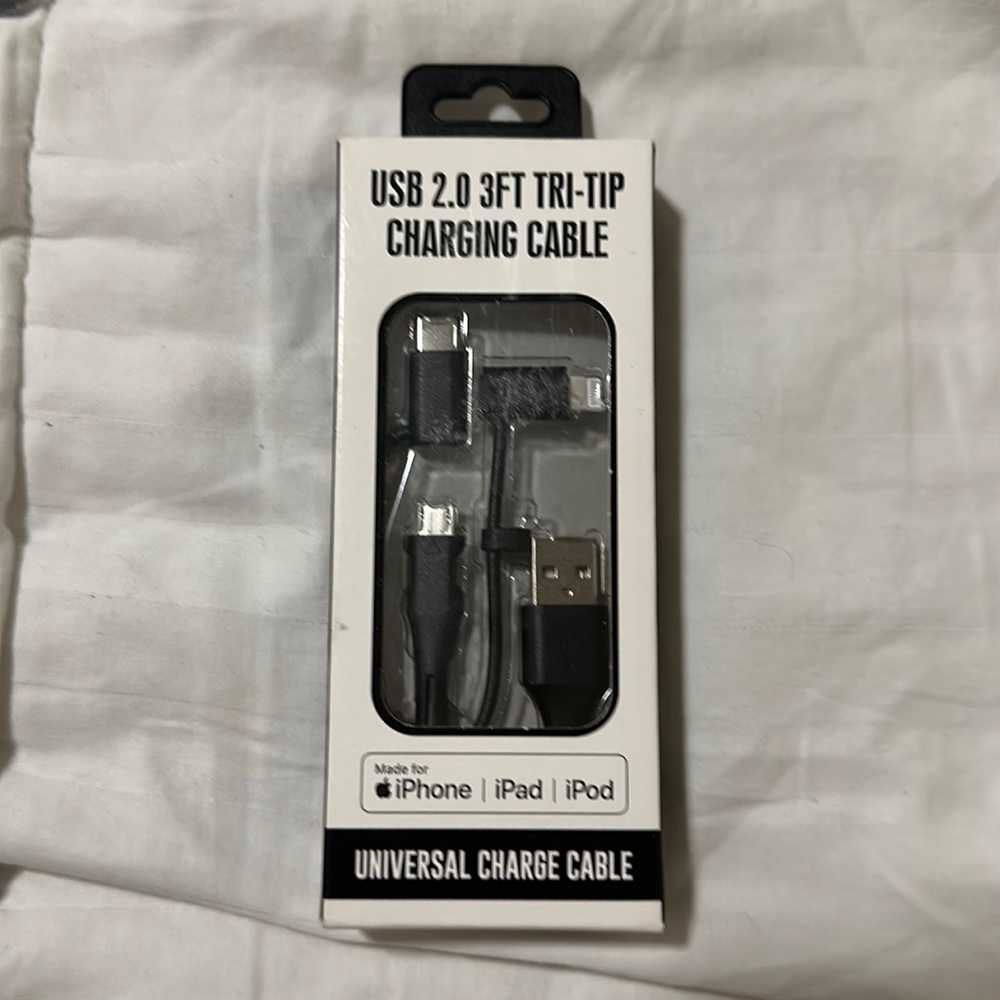 USB 2.0 3FT TRI-TIP
CHARGING CABLE
Made for
iPhone | iPad | iPod
UNIVERSAL CHARGE CABLE